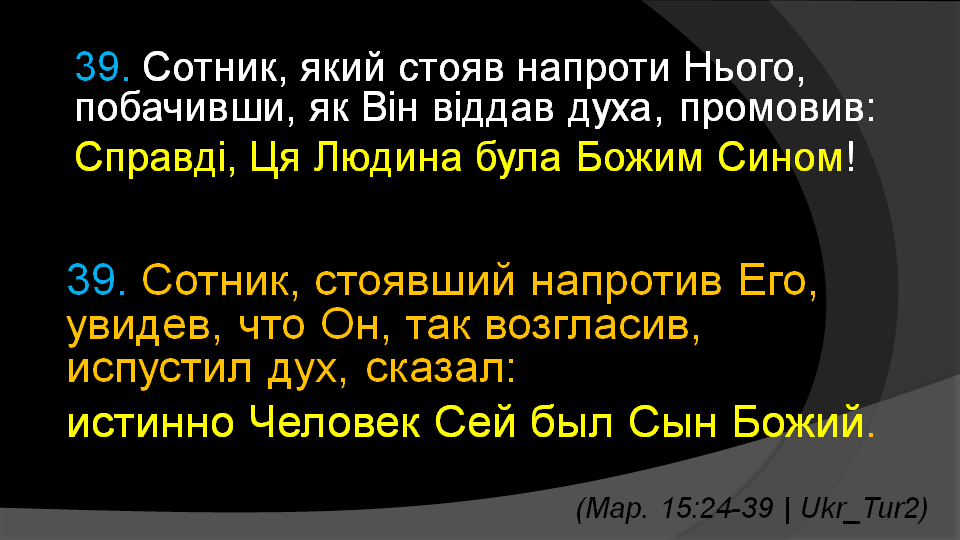 39. Сотник, який стояв напроти Нього,
побачивши, як Він віддав духа, промовив:
Справді, Ця Людина була Божим Сином!
39. Сотник, стоявший напротив Его,
увидев, что Он, так возгласив,
испустил дух, сказал:
истинно Человек Сей был Сын Божий.
(Мар. 15:24-39 | Ukr_Tur2)